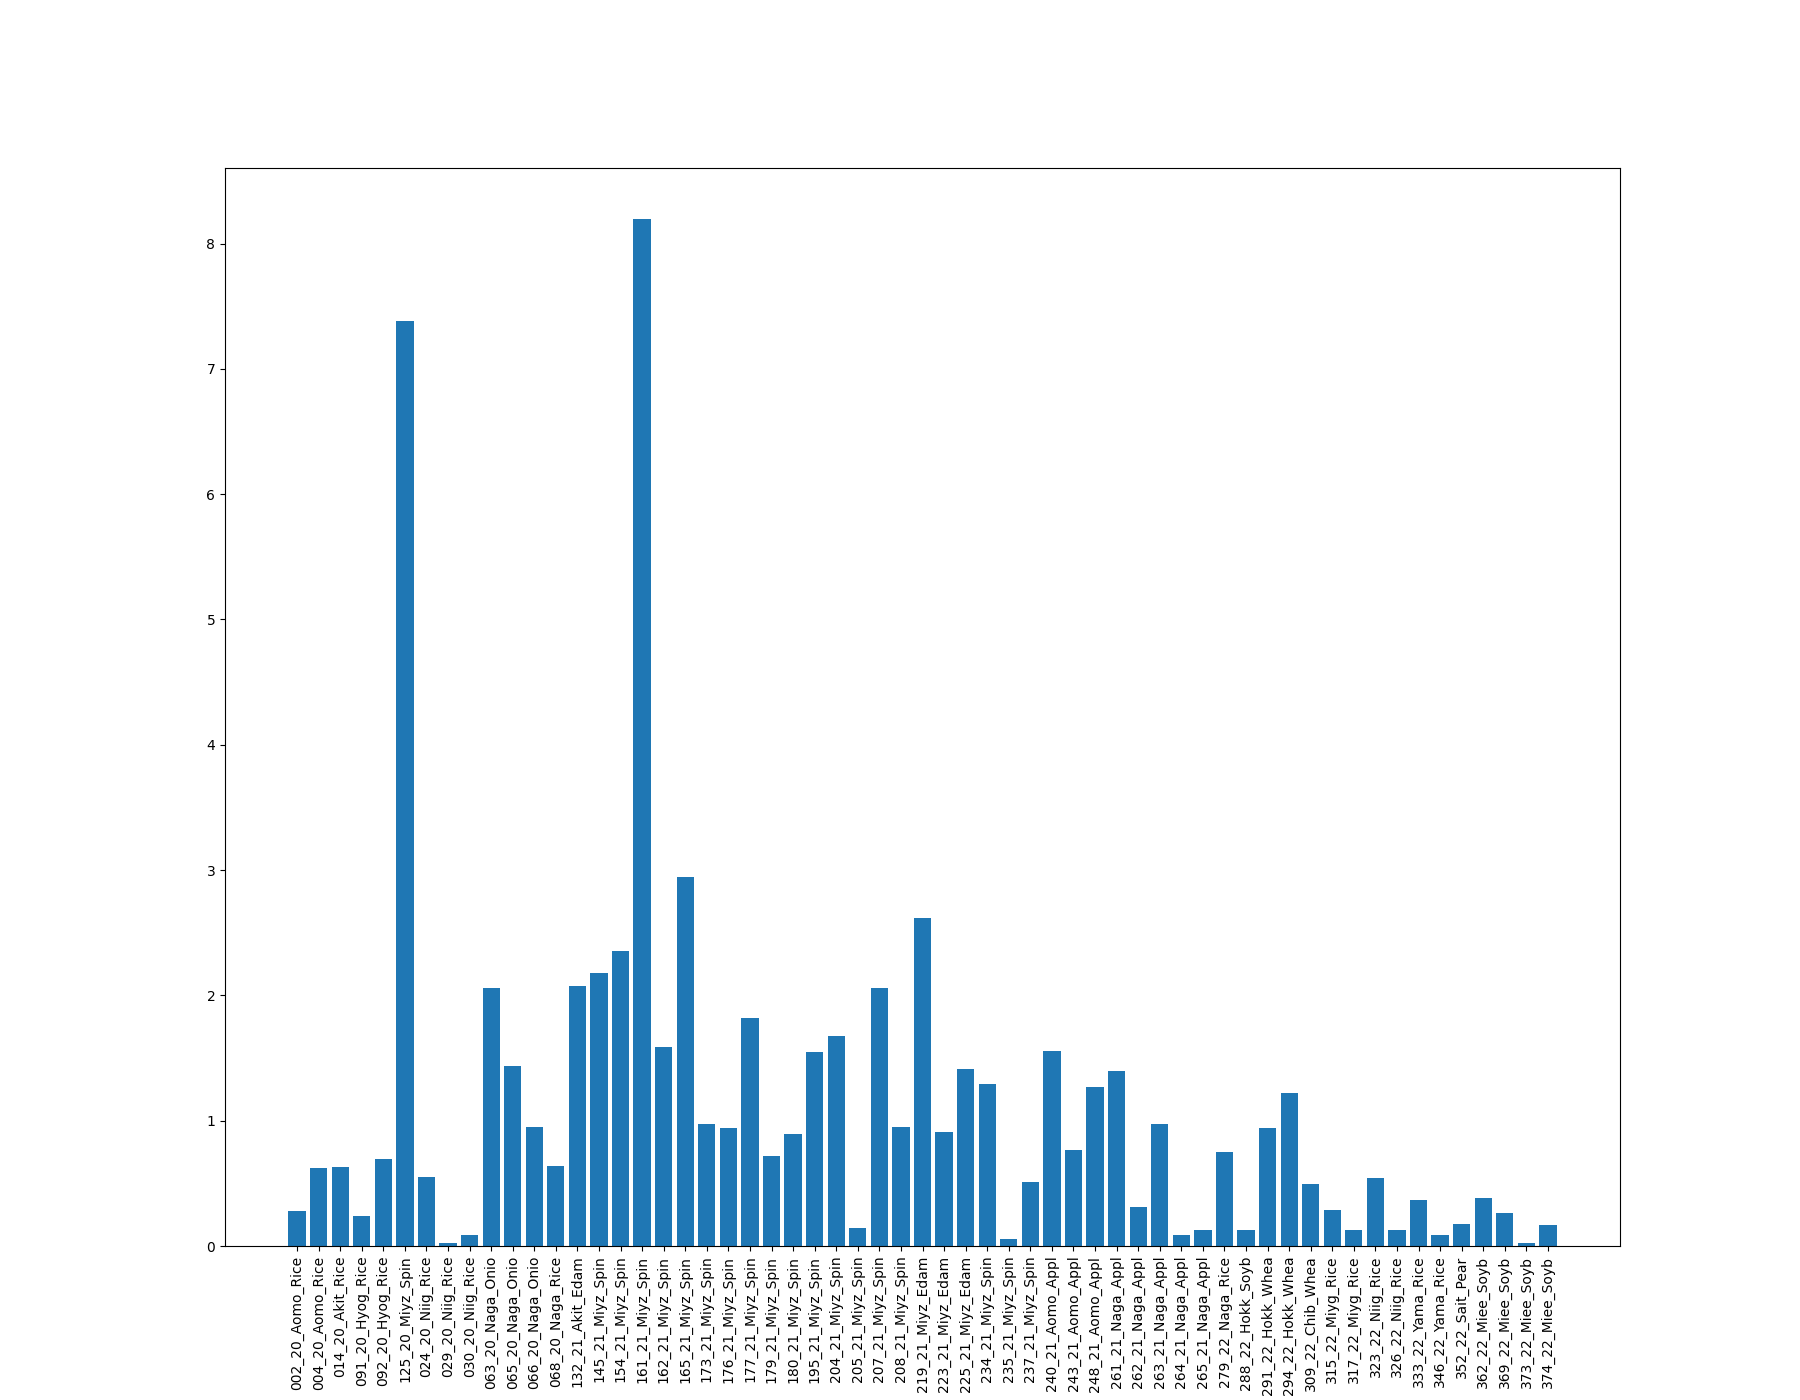 8
7
6
5
4
3
2
1
0
002_20_Aomo_Rice
004_20_Aomo_Rice
014_20_Akit_Rice
091_20_Hyog_Rice
092_20_Hyog_Rice
125_20_Miyz_Spin
024_20_Niig_Rice
029_20_Niig_Rice
030_20_Niig_Rice
063_20_Naga_Onio
065_20_Naga_Onio
066_20_Naga_Onio
068_20_Naga_Rice
132_21_Akit_Edam
145_21_Miyz_Spin
154_21_Miyz_Spin
161_21_Miyz_Spin
162_21_Miyz_Spin
165_21_Miyz_Spin
173_21_Miyz_Spin
176_21_Miyz_Spin
177_21_Miyz_Spin
179_21_Miyz_Spin
180_21_Miyz_Spin
195_21_Miyz_Spin
204_21_Miyz_Spin
205_21_Miyz_Spin
207_21_Miyz_Spin
208_21_Miyz_Spin
219_21_Miyz_Edam
223_21_Miyz_Edam
225_21_Miyz_Edam
234_21_Miyz_Spin
235_21_Miyz_Spin
237_21_Miyz_Spin
240_21_Aomo_Appl
243_21_Aomo_Appl
248_21_Aomo_Appl
261_21_Naga_Appl
262_21_Naga_Appl
263_21_Naga_Appl
264_21_Naga_Appl
265_21_Naga_Appl
279_22_Naga_Rice
288_22_Hokk_Soyb
291_22_Hokk_Whea
294_22_Hokk_Whea
309_22_Chib_Whea
315_22_Miyg_Rice
317_22_Miyg_Rice
323_22_Niig_Rice
326_22_Niig_Rice
333_22_Yama_Rice
346_22_Yama_Rice
352_22_Sait_Pear
362_22_Miee_Soyb
369_22_Miee_Soyb
373_22_Miee_Soyb
374_22_Miee_Soyb